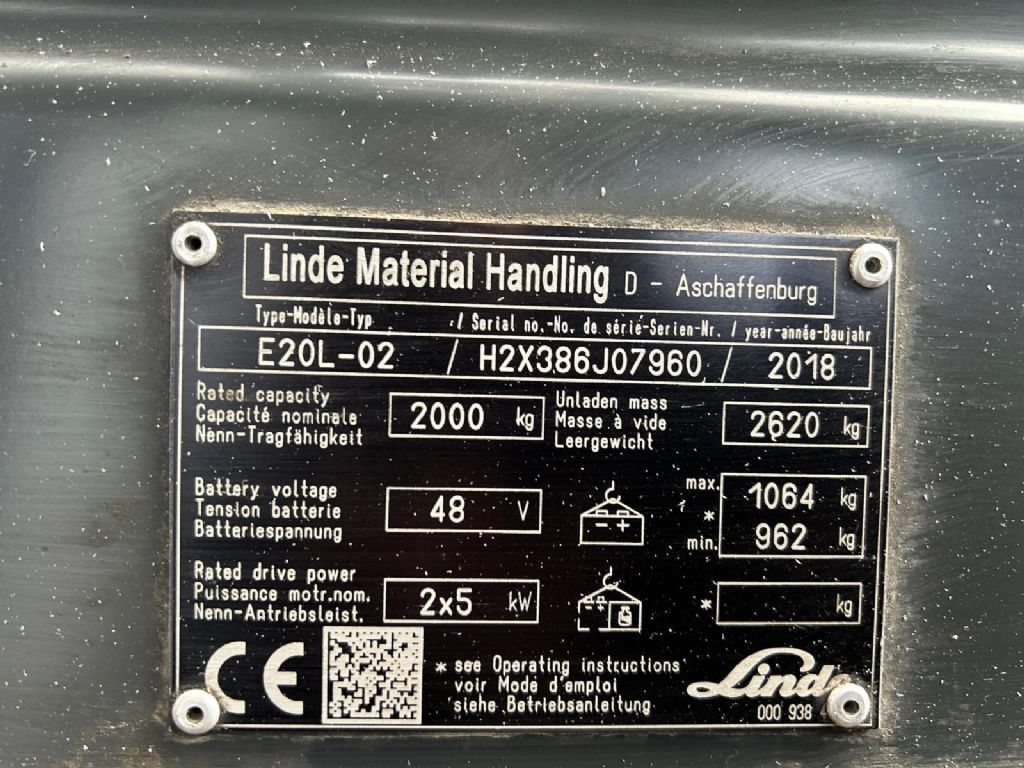 Linde Material Handling D - Aschaffenburg
Type-Modèle-Typ / Serial no.-No. de série-Serien-Nr. / year-année-Baujahr
E20L-02 / H2X386J07960 / 2018
Rated capacity
Capacité nominale
Nenn-Tragfähigkeit
2000 kg
Unladen mass
Masse à vide
Leergewicht
2620 kg
Battery voltage
Tension batterie
Batteriespannung
48 V
- +
max. 1064 kg
*
min. 962 kg
Rated drive power
Puissance motr.nom.
Nenn-Antriebsleist.
2x5 kW
* kg
CE
* see Operating instructions
voir Mode d'emploi
siehe Betriebsanleitung
Linde
000 938